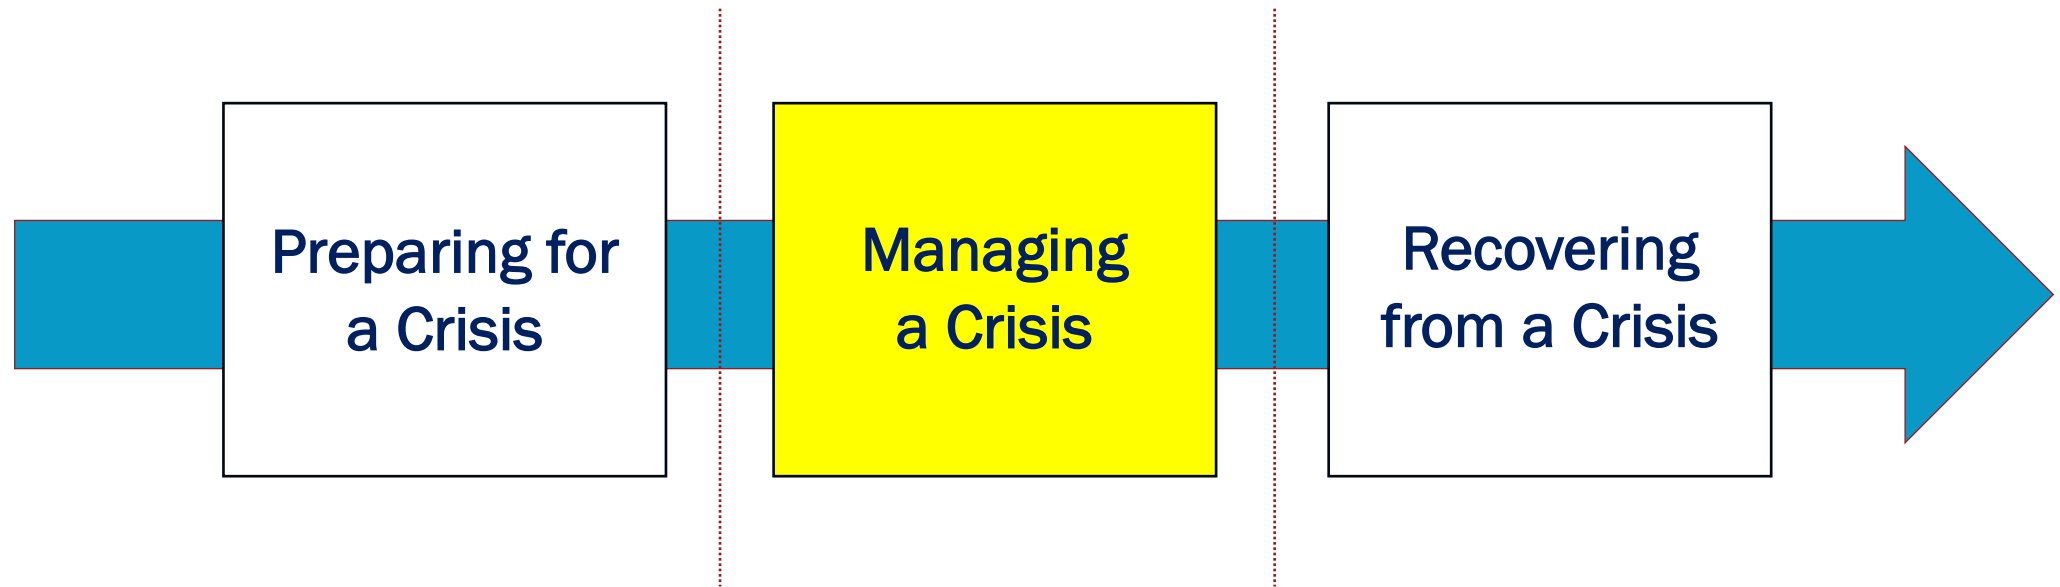 Preparing for
a Crisis
Managing
a Crisis
Recovering
from a Crisis